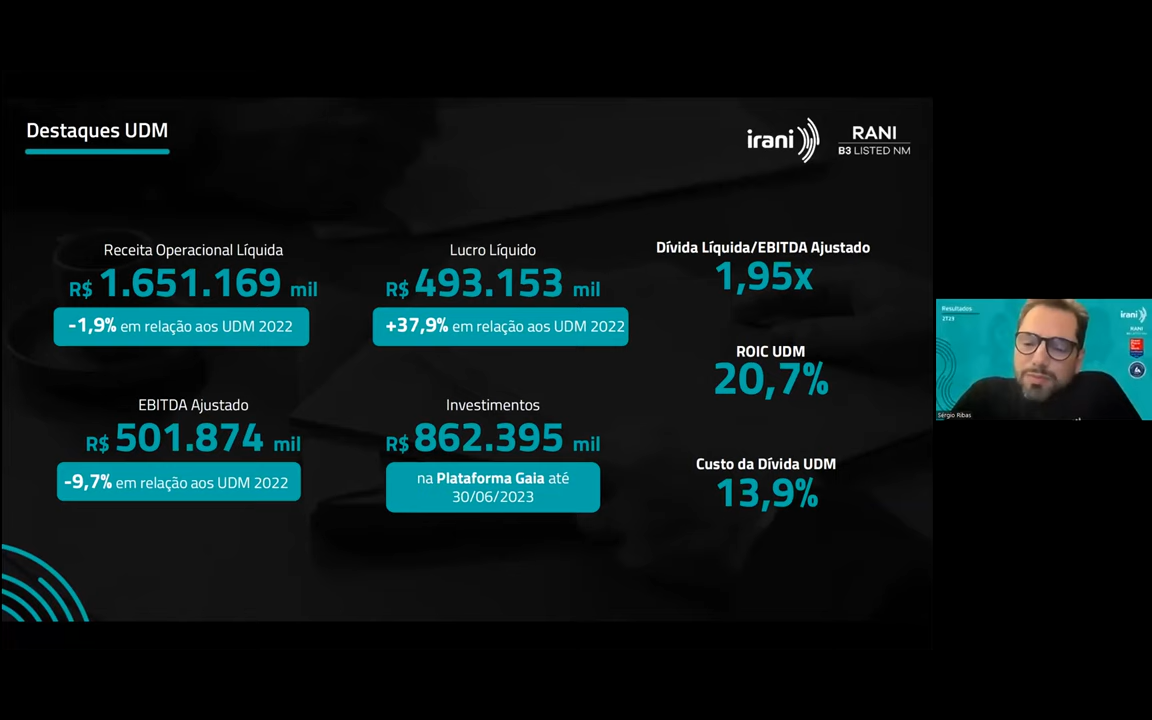 Destaques UDM
irani
RANI
B3 LISTED NM
Receita Operacional Líquida
R$ 1.651.169 mil
-1,9% em relação aos UDM 2022
Lucro Líquido
R$ 493.153 mil
+37,9% em relação aos UDM 2022
Dívida Líquida/EBITDA Ajustado
1,95x
ROIC UDM
20,7%
EBITDA Ajustado
R$ 501.874 mil
-9,7% em relação aos UDM 2022
Investimentos
R$ 862.395 mil
na Plataforma Gaia até
30/06/2023
Custo da Dívida UDM
13,9%
Resultados
2T23
irani
RANI
Sérgio Ribas